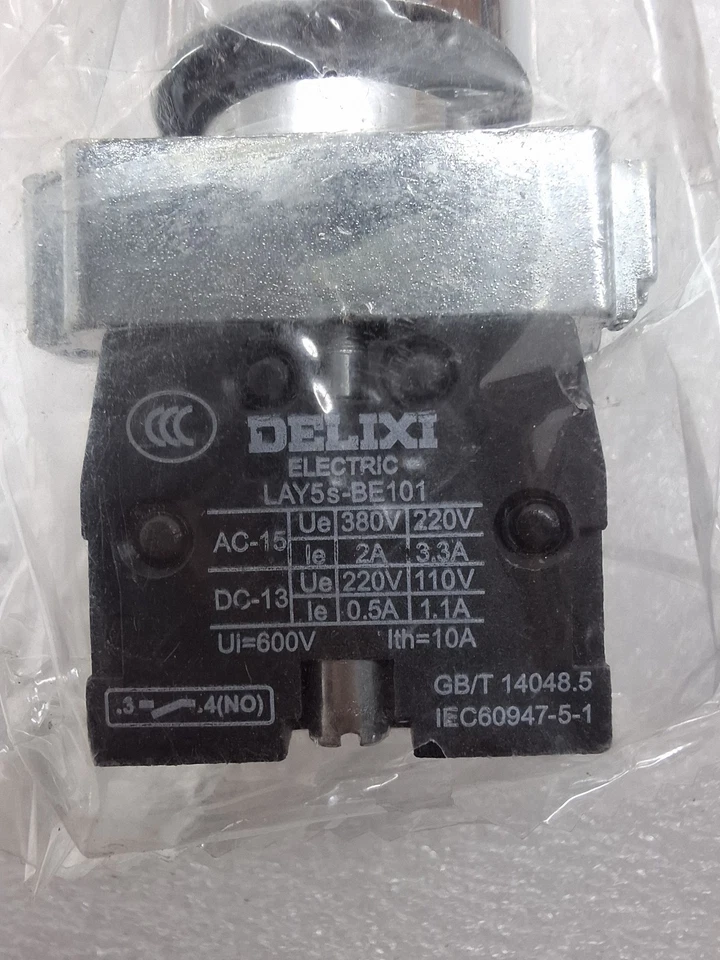 CCC
DELIXI
ELECTRIC
LAY5s-BE101
AC-15 Ue 380V 220V
Ie 2A 3.3A
DC-13 Ue 220V 110V
Ie 0.5A 1.1A
Ui=600V Ith=10A
.3 .4(NO)
GB/T 14048.5
IEC60947-5-1